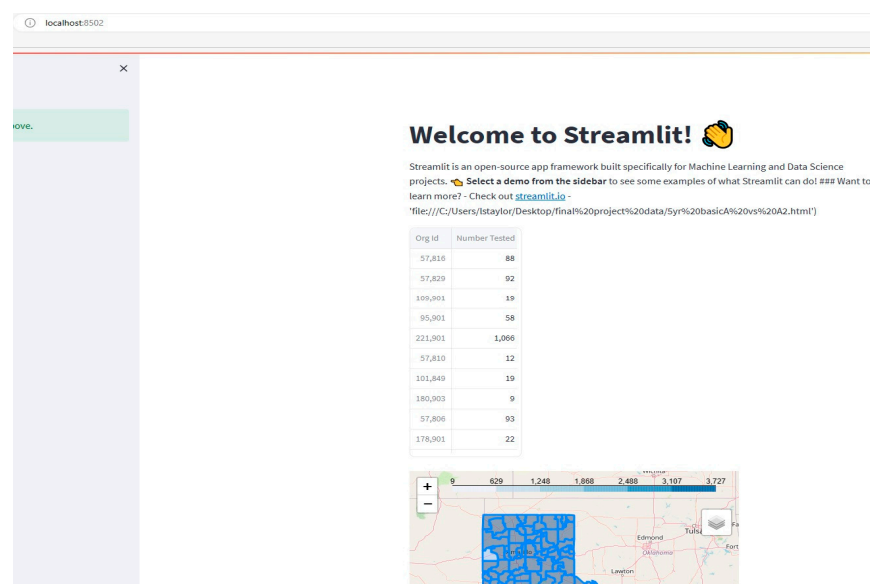 localhost:8502
×
ove.
Welcome to Streamlit! 👋
Streamlit is an open-source app framework built specifically for Machine Learning and Data Science
projects. 👈 Select a demo from the sidebar to see some examples of what Streamlit can do! ### Want to
learn more? - Check out streamlit.io -
'file:///C:/Users/lstaylor/Desktop/final%20project%20data/5yr%20basicA%20vs%20A2.html')
Org Id Number Tested
57,816 88
57,829 92
109,901 19
95,901 58
221,901 1,066
57,810 12
101,849 19
180,903 9
57,806 93
178,901 22
+ 9 629 1,248 1,868 2,488 3,107 3,727
−
Tulsa Fa
Edmond
Fort
Oklahoma
Lawton